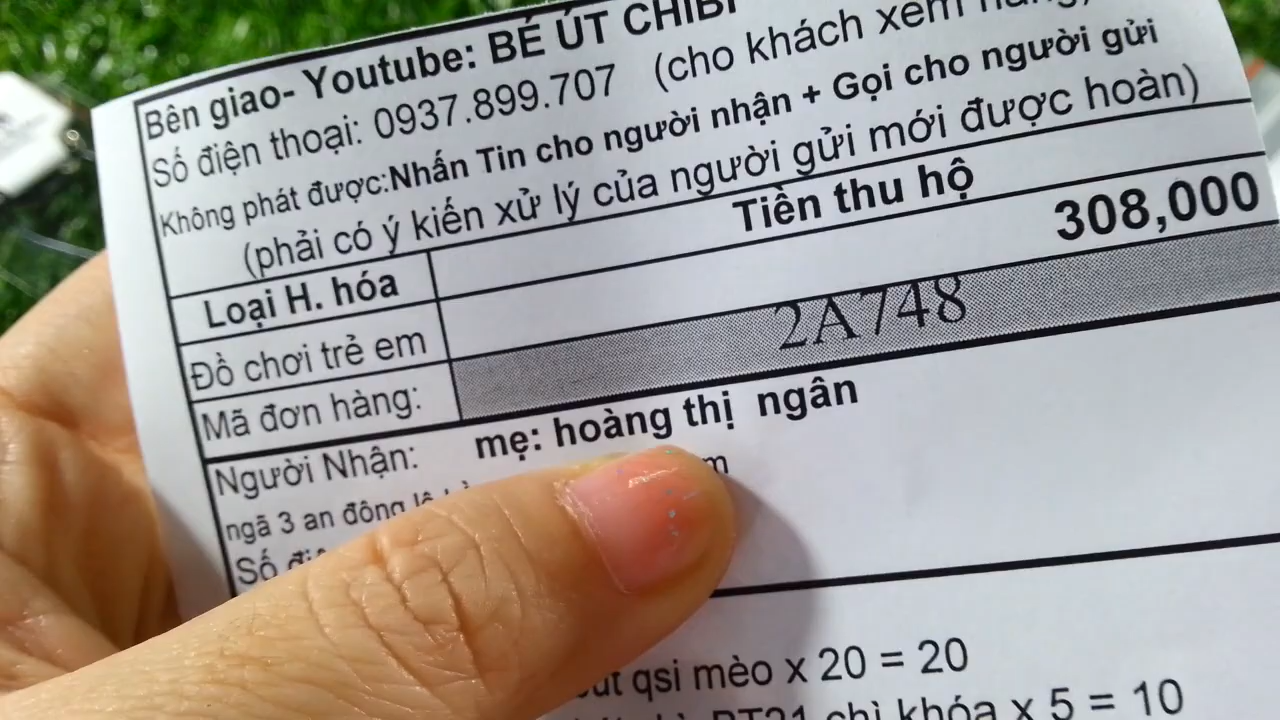 Bên giao- Youtube: BÉ ÚT CHIBI
Số điện thoại: 0937.899.707 (cho khách xem hàng)
Không phát được:Nhấn Tin cho người nhận + Gọi cho người gửi
(phải có ý kiến xử lý của người gửi mới được hoàn)
Loại H. hóa Tiền thu hộ
Đồ chơi trẻ em 308,000
Mã đơn hàng: 2A748
Người Nhận: mẹ: hoàng thị ngân
ngã 3 an đông
Số
qsi mèo x 20 = 20
chì khóa x 5 = 10